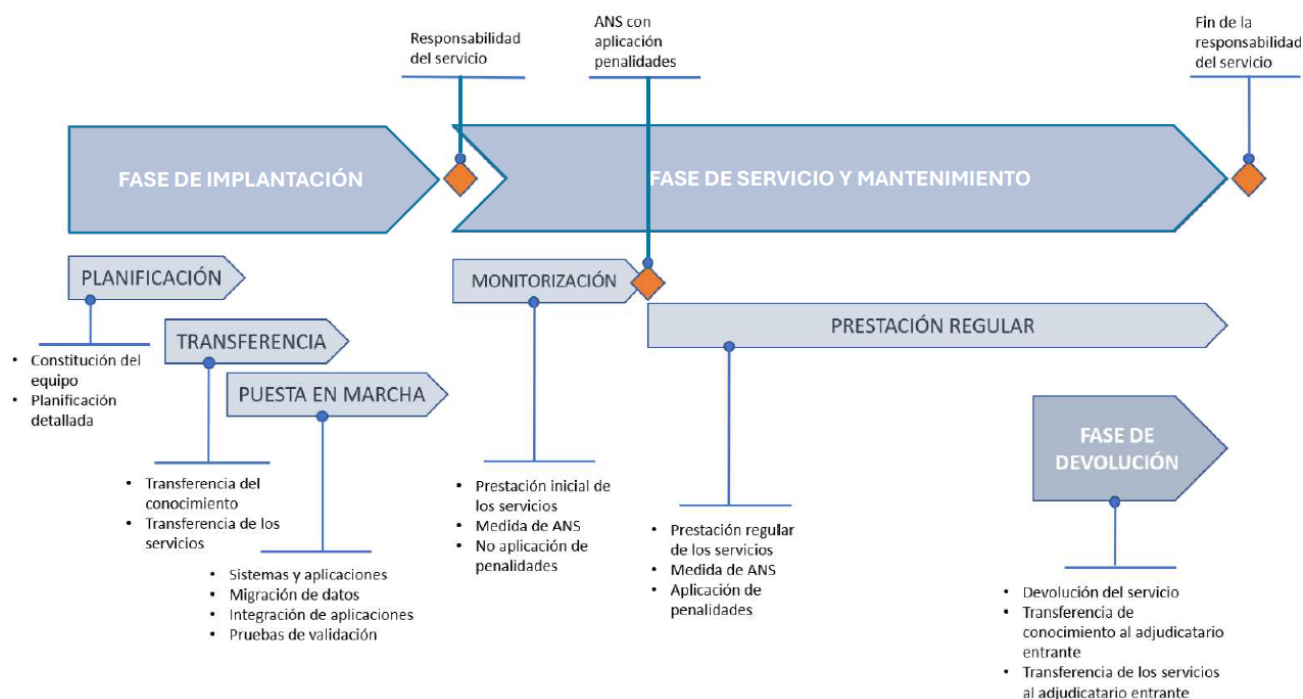 Responsabilidad
del servicio
ANS con
aplicación
penalidades
Fin de la
responsabilidad
del servicio
FASE DE IMPLANTACIÓN
FASE DE SERVICIO Y MANTENIMIENTO
PLANIFICACIÓN
• Constitución del
equipo
• Planificación
detallada
TRANSFERENCIA
• Transferencia del
conocimiento
• Transferencia de los
servicios
PUESTA EN MARCHA
• Sistemas y aplicaciones
• Migración de datos
• Integración de aplicaciones
• Pruebas de validación
MONITORIZACIÓN
• Prestación inicial de
los servicios
• Medida de ANS
• No aplicación de
penalidades
PRESTACIÓN REGULAR
• Prestación regular
de los servicios
• Medida de ANS
• Aplicación de
penalidades
FASE DE
DEVOLUCIÓN
• Devolución del servicio
• Transferencia de
conocimiento al adjudicatario
entrante
• Transferencia de los servicios
al adjudicatario entrante